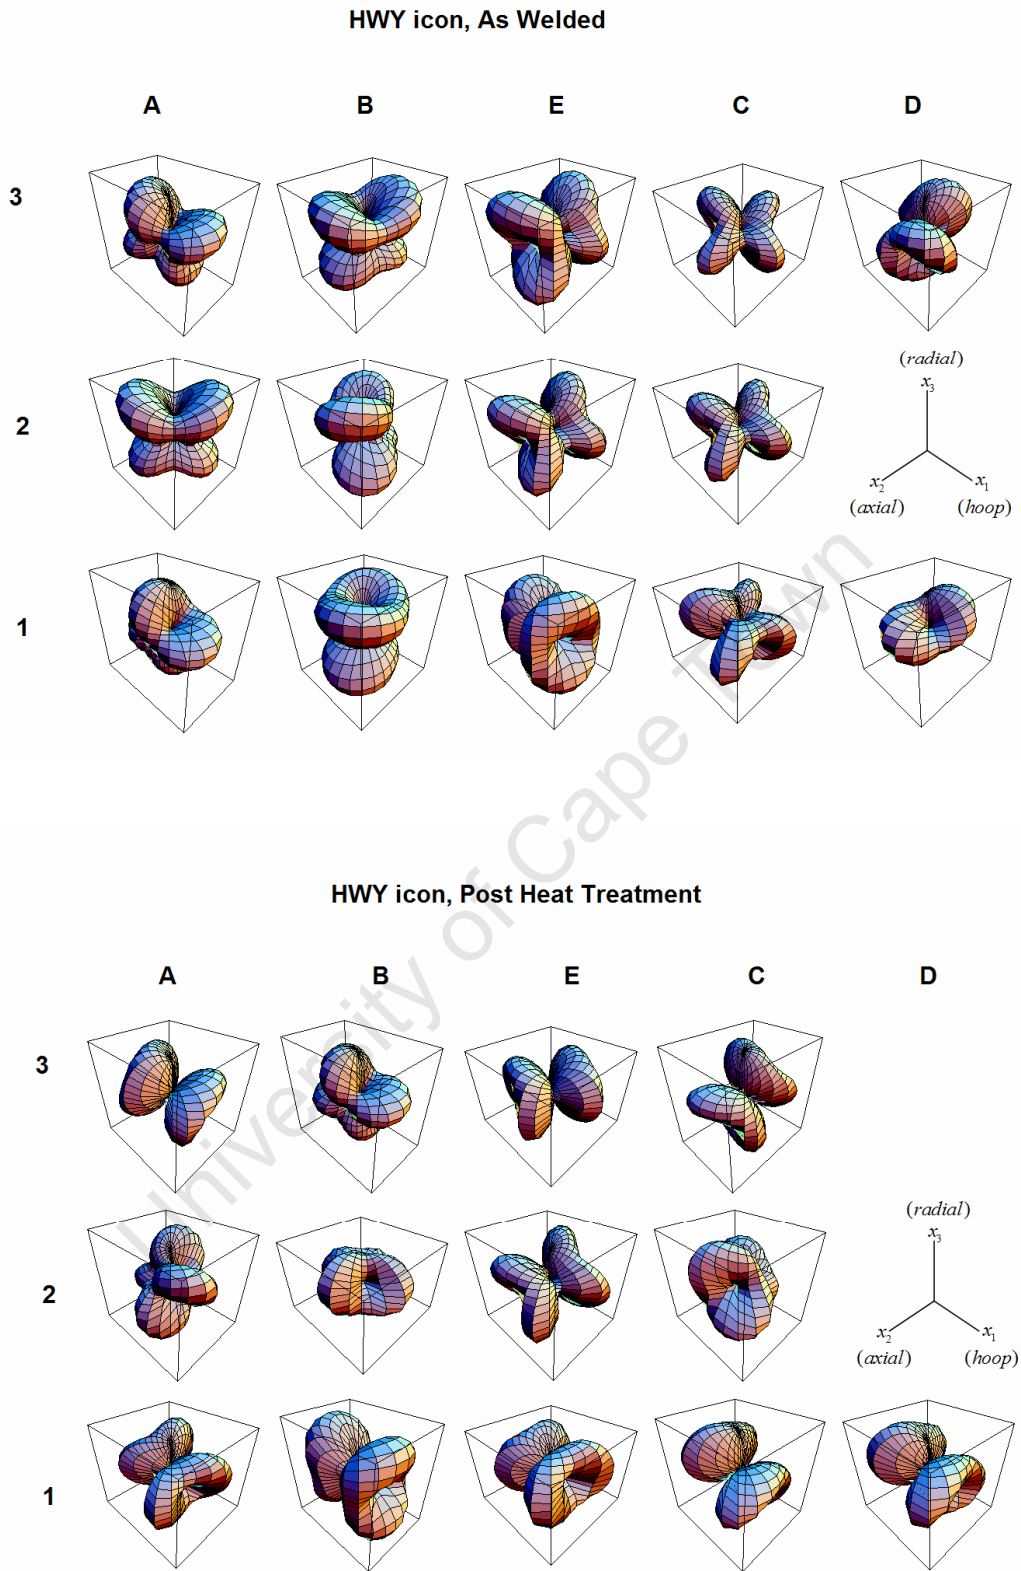 HWY icon, As Welded
A B E C D
3
(radial)
x3
2
x2 x1
(axial) (hoop)
1
University of Cape Town
HWY icon, Post Heat Treatment
A B E C D
3
(radial)
x3
2
x2 x1
(axial) (hoop)
1